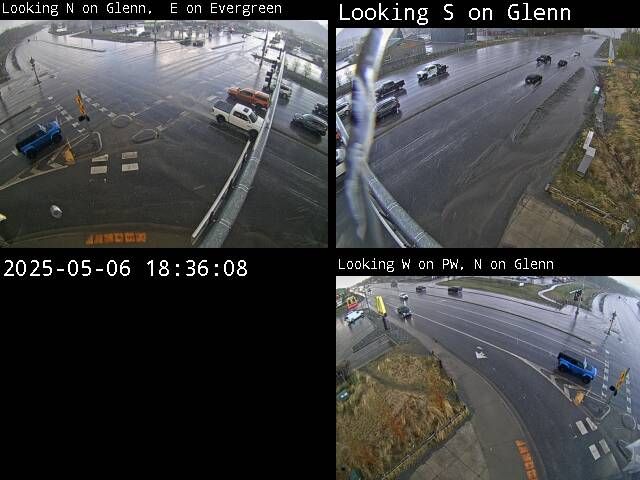 Looking N on Glenn,  E on Evergreen
Looking S on Glenn
2025-05-06 18:36:08
Looking W on PW, N on Glenn